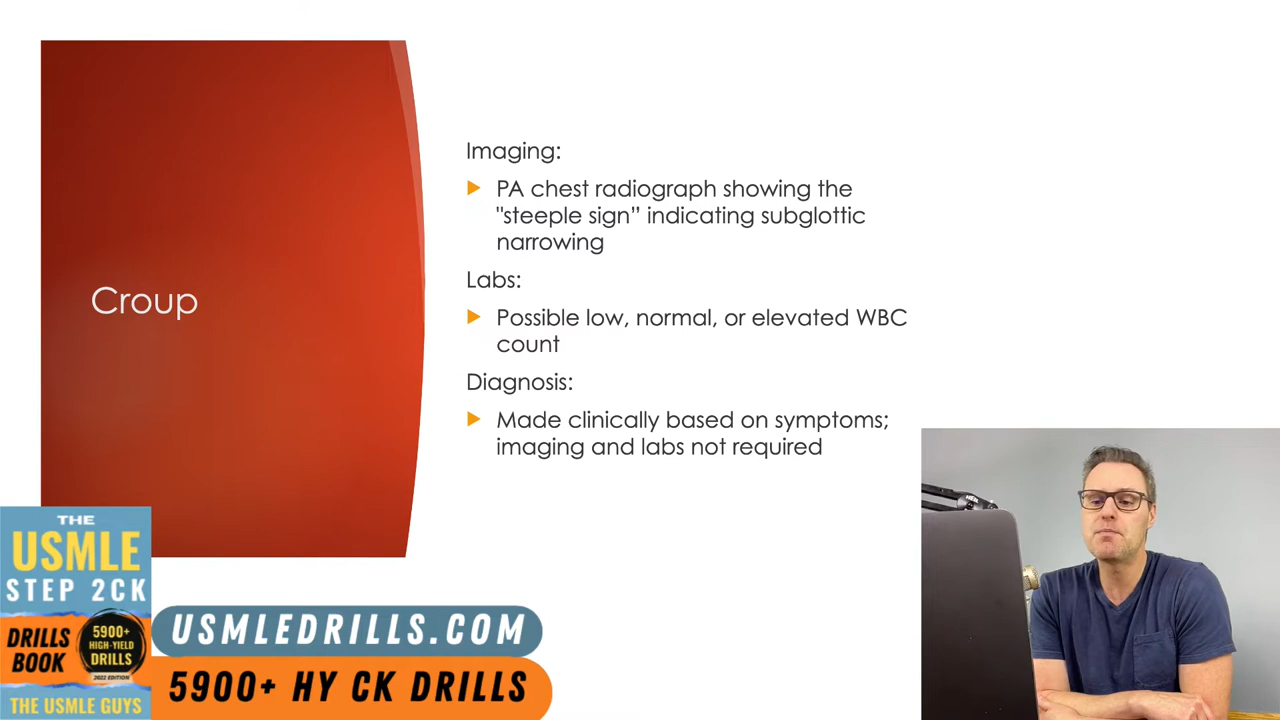 Croup
Imaging:
PA chest radiograph showing the
"steeple sign” indicating subglottic
narrowing
Labs:
Possible low, normal, or elevated WBC
count
Diagnosis:
Made clinically based on symptoms;
imaging and labs not required
THE
USMLE
STEP 2CK
DRILLS
BOOK
5900+
HIGH-YIELD
DRILLS
2022 EDITION
THE USMLE GUYS
USMLEDRILLS.COM
5900+ HY CK DRILLS